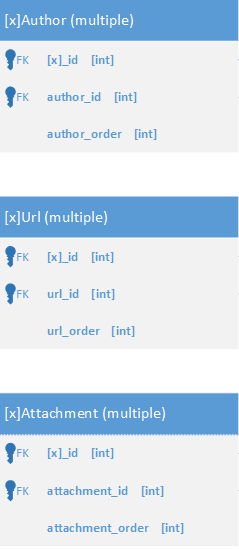 [x]Author (multiple)
FK [x]_id [int]
FK author_id [int]
author_order [int]
[x]Url (multiple)
FK [x]_id [int]
FK url_id [int]
url_order [int]
[x]Attachment (multiple)
FK [x]_id [int]
FK attachment_id [int]
attachment_order [int]